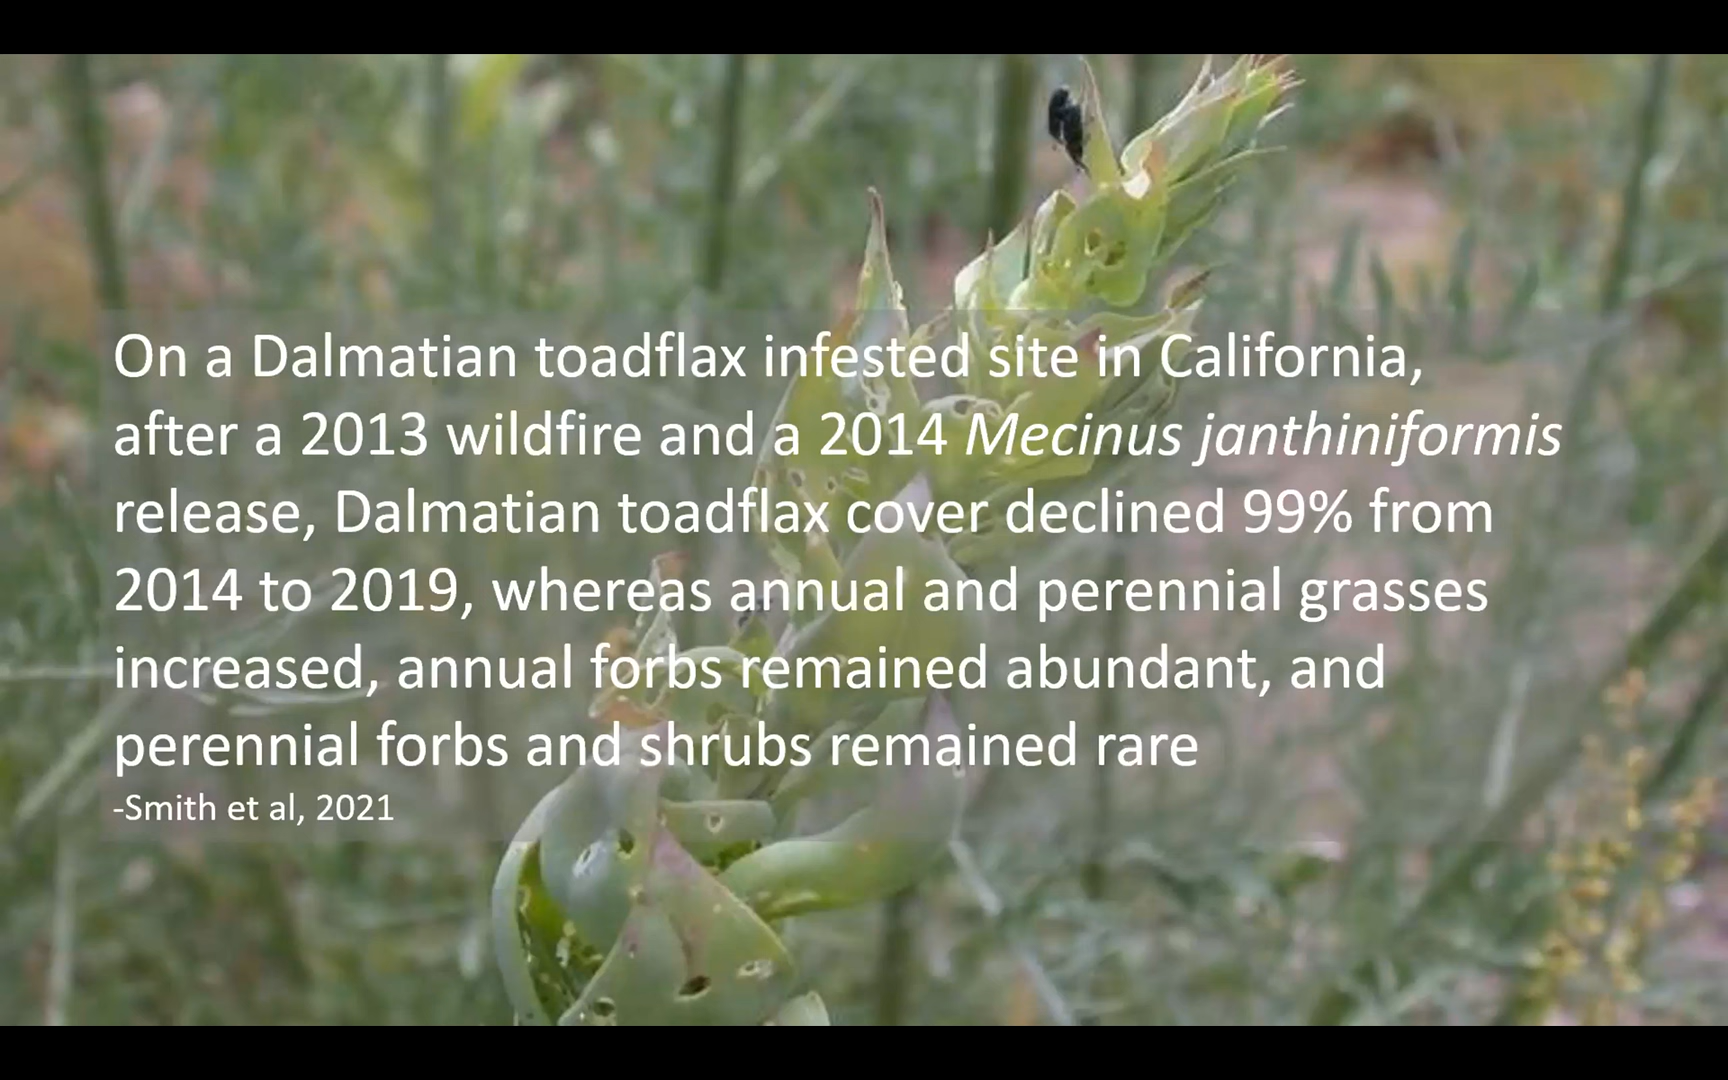 On a Dalmatian toadflax infested site in California,
after a 2013 wildfire and a 2014 Mecinus janthiniformis
release, Dalmatian toadflax cover declined 99% from
2014 to 2019, whereas annual and perennial grasses
increased, annual forbs remained abundant, and
perennial forbs and shrubs remained rare
-Smith et al, 2021